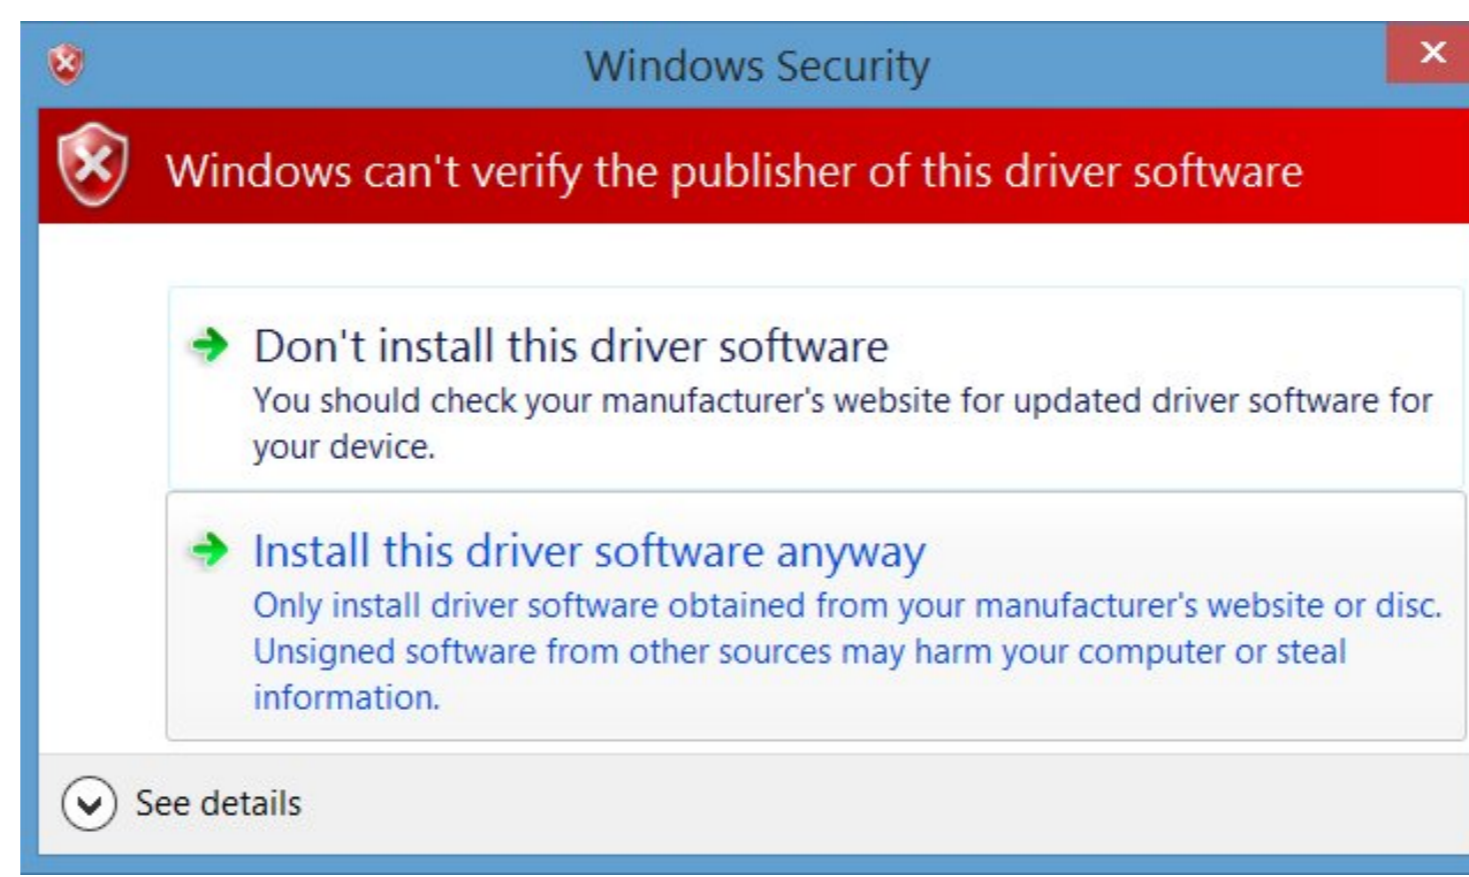 Windows Security
Windows can't verify the publisher of this driver software
Don't install this driver software
You should check your manufacturer's website for updated driver software for
your device.
Install this driver software anyway
Only install driver software obtained from your manufacturer's website or disc.
Unsigned software from other sources may harm your computer or steal
information.
See details